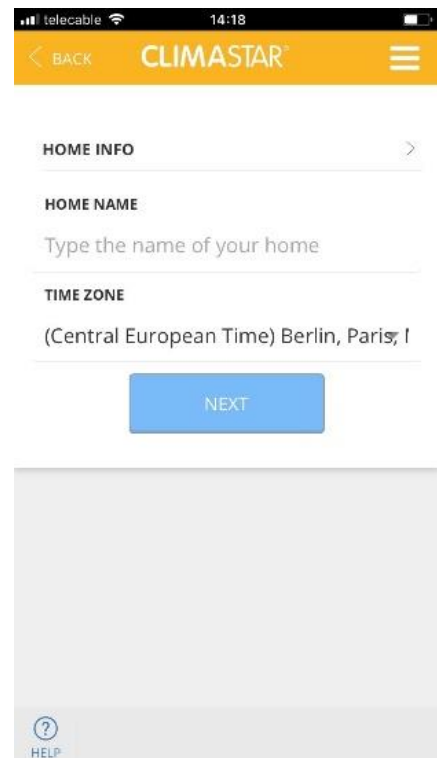 telecable 14:18
< BACK CLIMASTAR®
HOME INFO >
HOME NAME
Type the name of your home
TIME ZONE
(Central European Time) Berlin, Paris,
NEXT
?
HELP